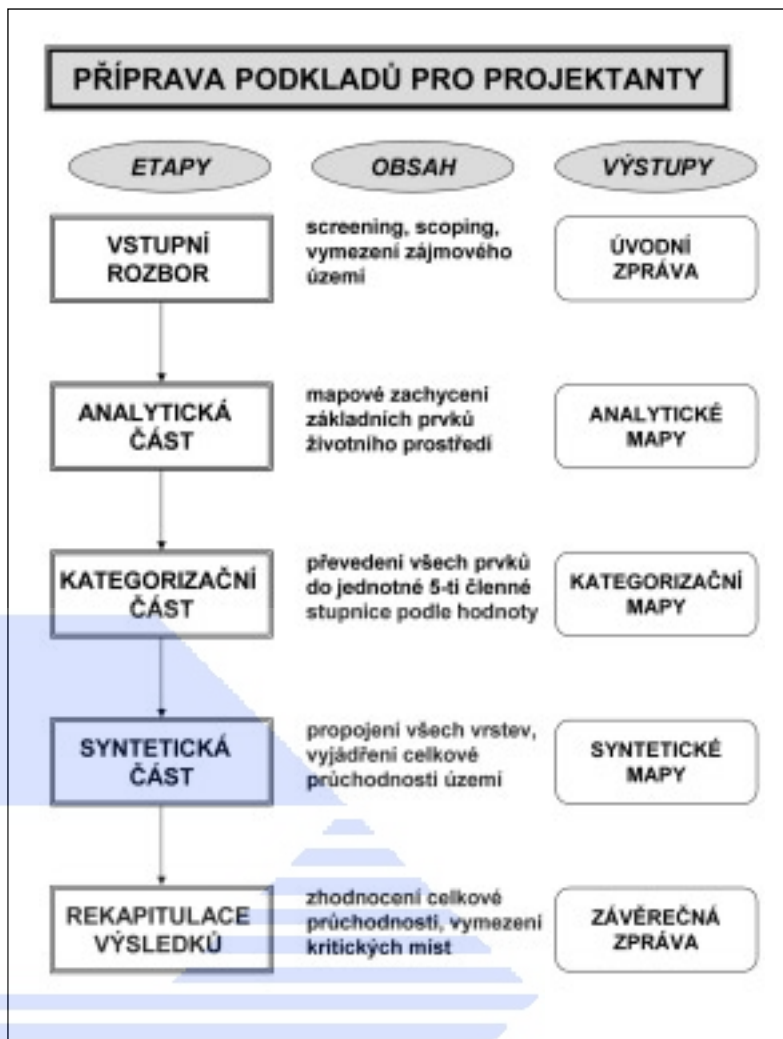 PŘÍPRAVA PODKLADŮ PRO PROJEKTANTY
ETAPY
OBSAH
VÝSTUPY
VSTUPNÍ
ROZBOR
screening, scoping,
vymezení zájmového
území
ÚVODNÍ
ZPRÁVA
ANALYTICKÁ
ČÁST
mapové zachycení
základních prvků
životního prostředí
ANALYTICKÉ
MAPY
KATEGORIZAČNÍ
ČÁST
převedení všech prvků
do jednotné 5-ti členné
stupnice podle hodnoty
KATEGORIZAČNÍ
MAPY
SYNTETICKÁ
ČÁST
propojení všech vrstev,
vyjádření celkové
průchodnosti území
SYNTETICKÉ
MAPY
REKAPITULACE
VÝSLEDKŮ
zhodnocení celkové
průchodnosti, vymezení
kritických míst
ZÁVĚREČNÁ
ZPRÁVA